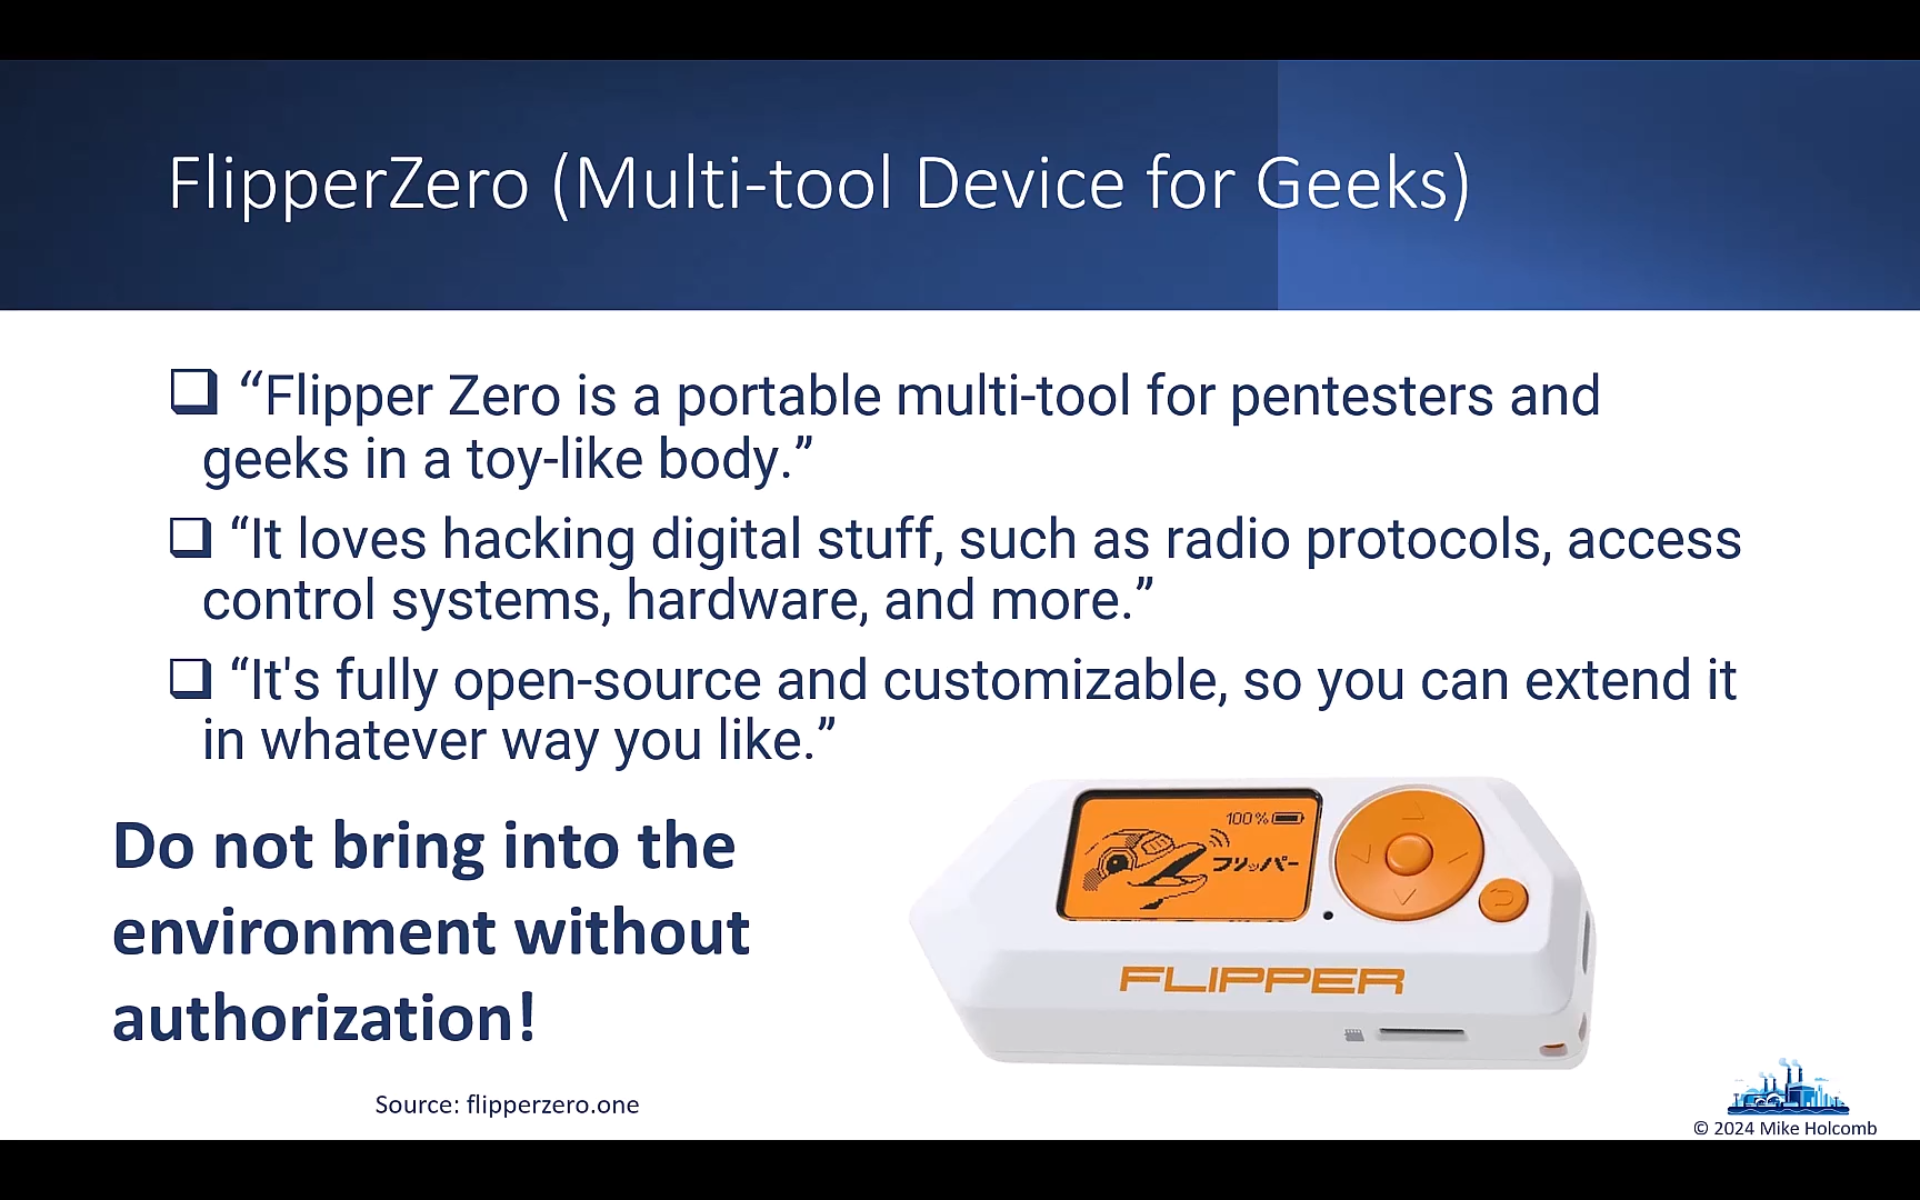 FlipperZero (Multi-tool Device for Geeks)
“Flipper Zero is a portable multi-tool for pentesters and
geeks in a toy-like body.”
“It loves hacking digital stuff, such as radio protocols, access
control systems, hardware, and more.”
“It's fully open-source and customizable, so you can extend it
in whatever way you like.”
Do not bring into the
environment without
authorization!
100%
フリッパー
FLIPPER
Source: flipperzero.one
© 2024 Mike Holcomb